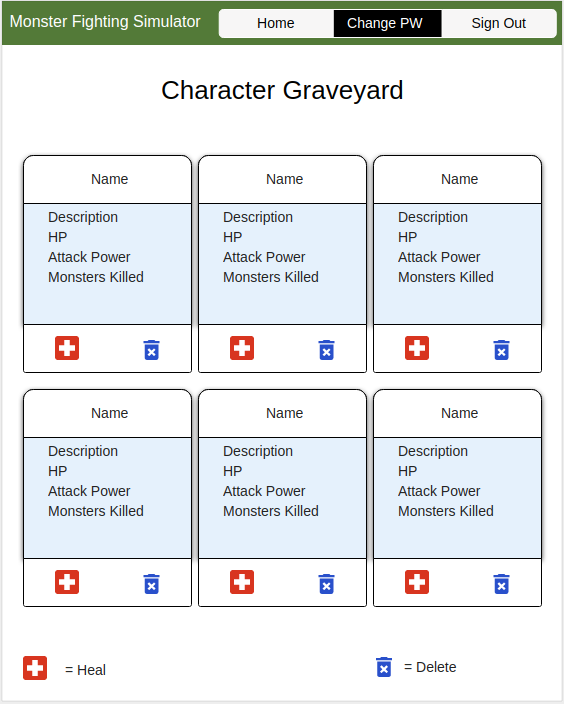 Monster Fighting Simulator Home Change PW Sign Out
Character Graveyard
Name Name Name
Description Description Description
HP HP HP
Attack Power Attack Power Attack Power
Monsters Killed Monsters Killed Monsters Killed
Name Name Name
Description Description Description
HP HP HP
Attack Power Attack Power Attack Power
Monsters Killed Monsters Killed Monsters Killed
= Heal = Delete